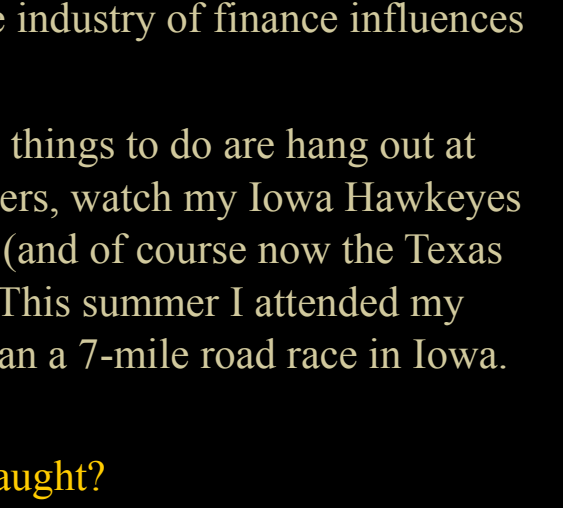 industry of finance influences
things to do are hang out at
ers, watch my Iowa Hawkeyes
(and of course now the Texas
This summer I attended my
an a 7-mile road race in Iowa.
aught?